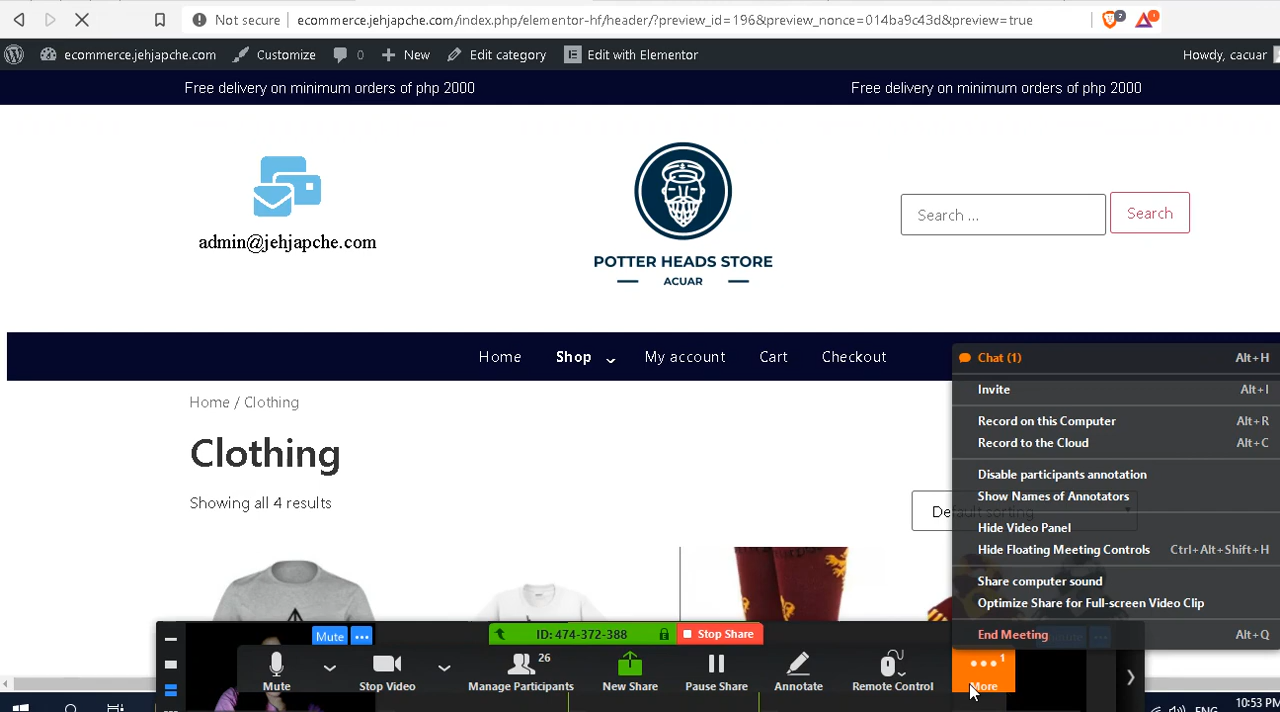 Not secure ecommerce.jehjapche.com/index.php/elementor-hf/header/?preview_id=196&preview_nonce=014ba9c43d&preview=true
ecommerce.jehjapche.com Customize 0 New Edit category Edit with Elementor Howdy, cacuar
Free delivery on minimum orders of php 2000 Free delivery on minimum orders of php 2000
admin@jehjapche.com
POTTER HEADS STORE
ACUAR
Search ... Search
Home Shop My account Cart Checkout
Home / Clothing
Clothing
Showing all 4 results
Default sorting
Chat (1) Alt+H
Invite Alt+I
Record on this Computer Alt+R
Record to the Cloud Alt+C
Disable participants annotation
Show Names of Annotators
Hide Video Panel
Hide Floating Meeting Controls Ctrl+Alt+Shift+H
Share computer sound
Optimize Share for Full-screen Video Clip
End Meeting Alt+Q
Mute ID: 474-372-388 Stop Share
26 1
Mute Stop Video Manage Participants New Share Pause Share Annotate Remote Control More
ENG 10:53 PM